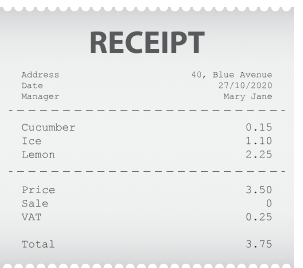 RECEIPT
Address 40, Blue Avenue
Date 27/10/2020
Manager Mary Jane
Cucumber 0.15
Ice 1.10
Lemon 2.25
Price 3.50
Sale 0
VAT 0.25
Total 3.75